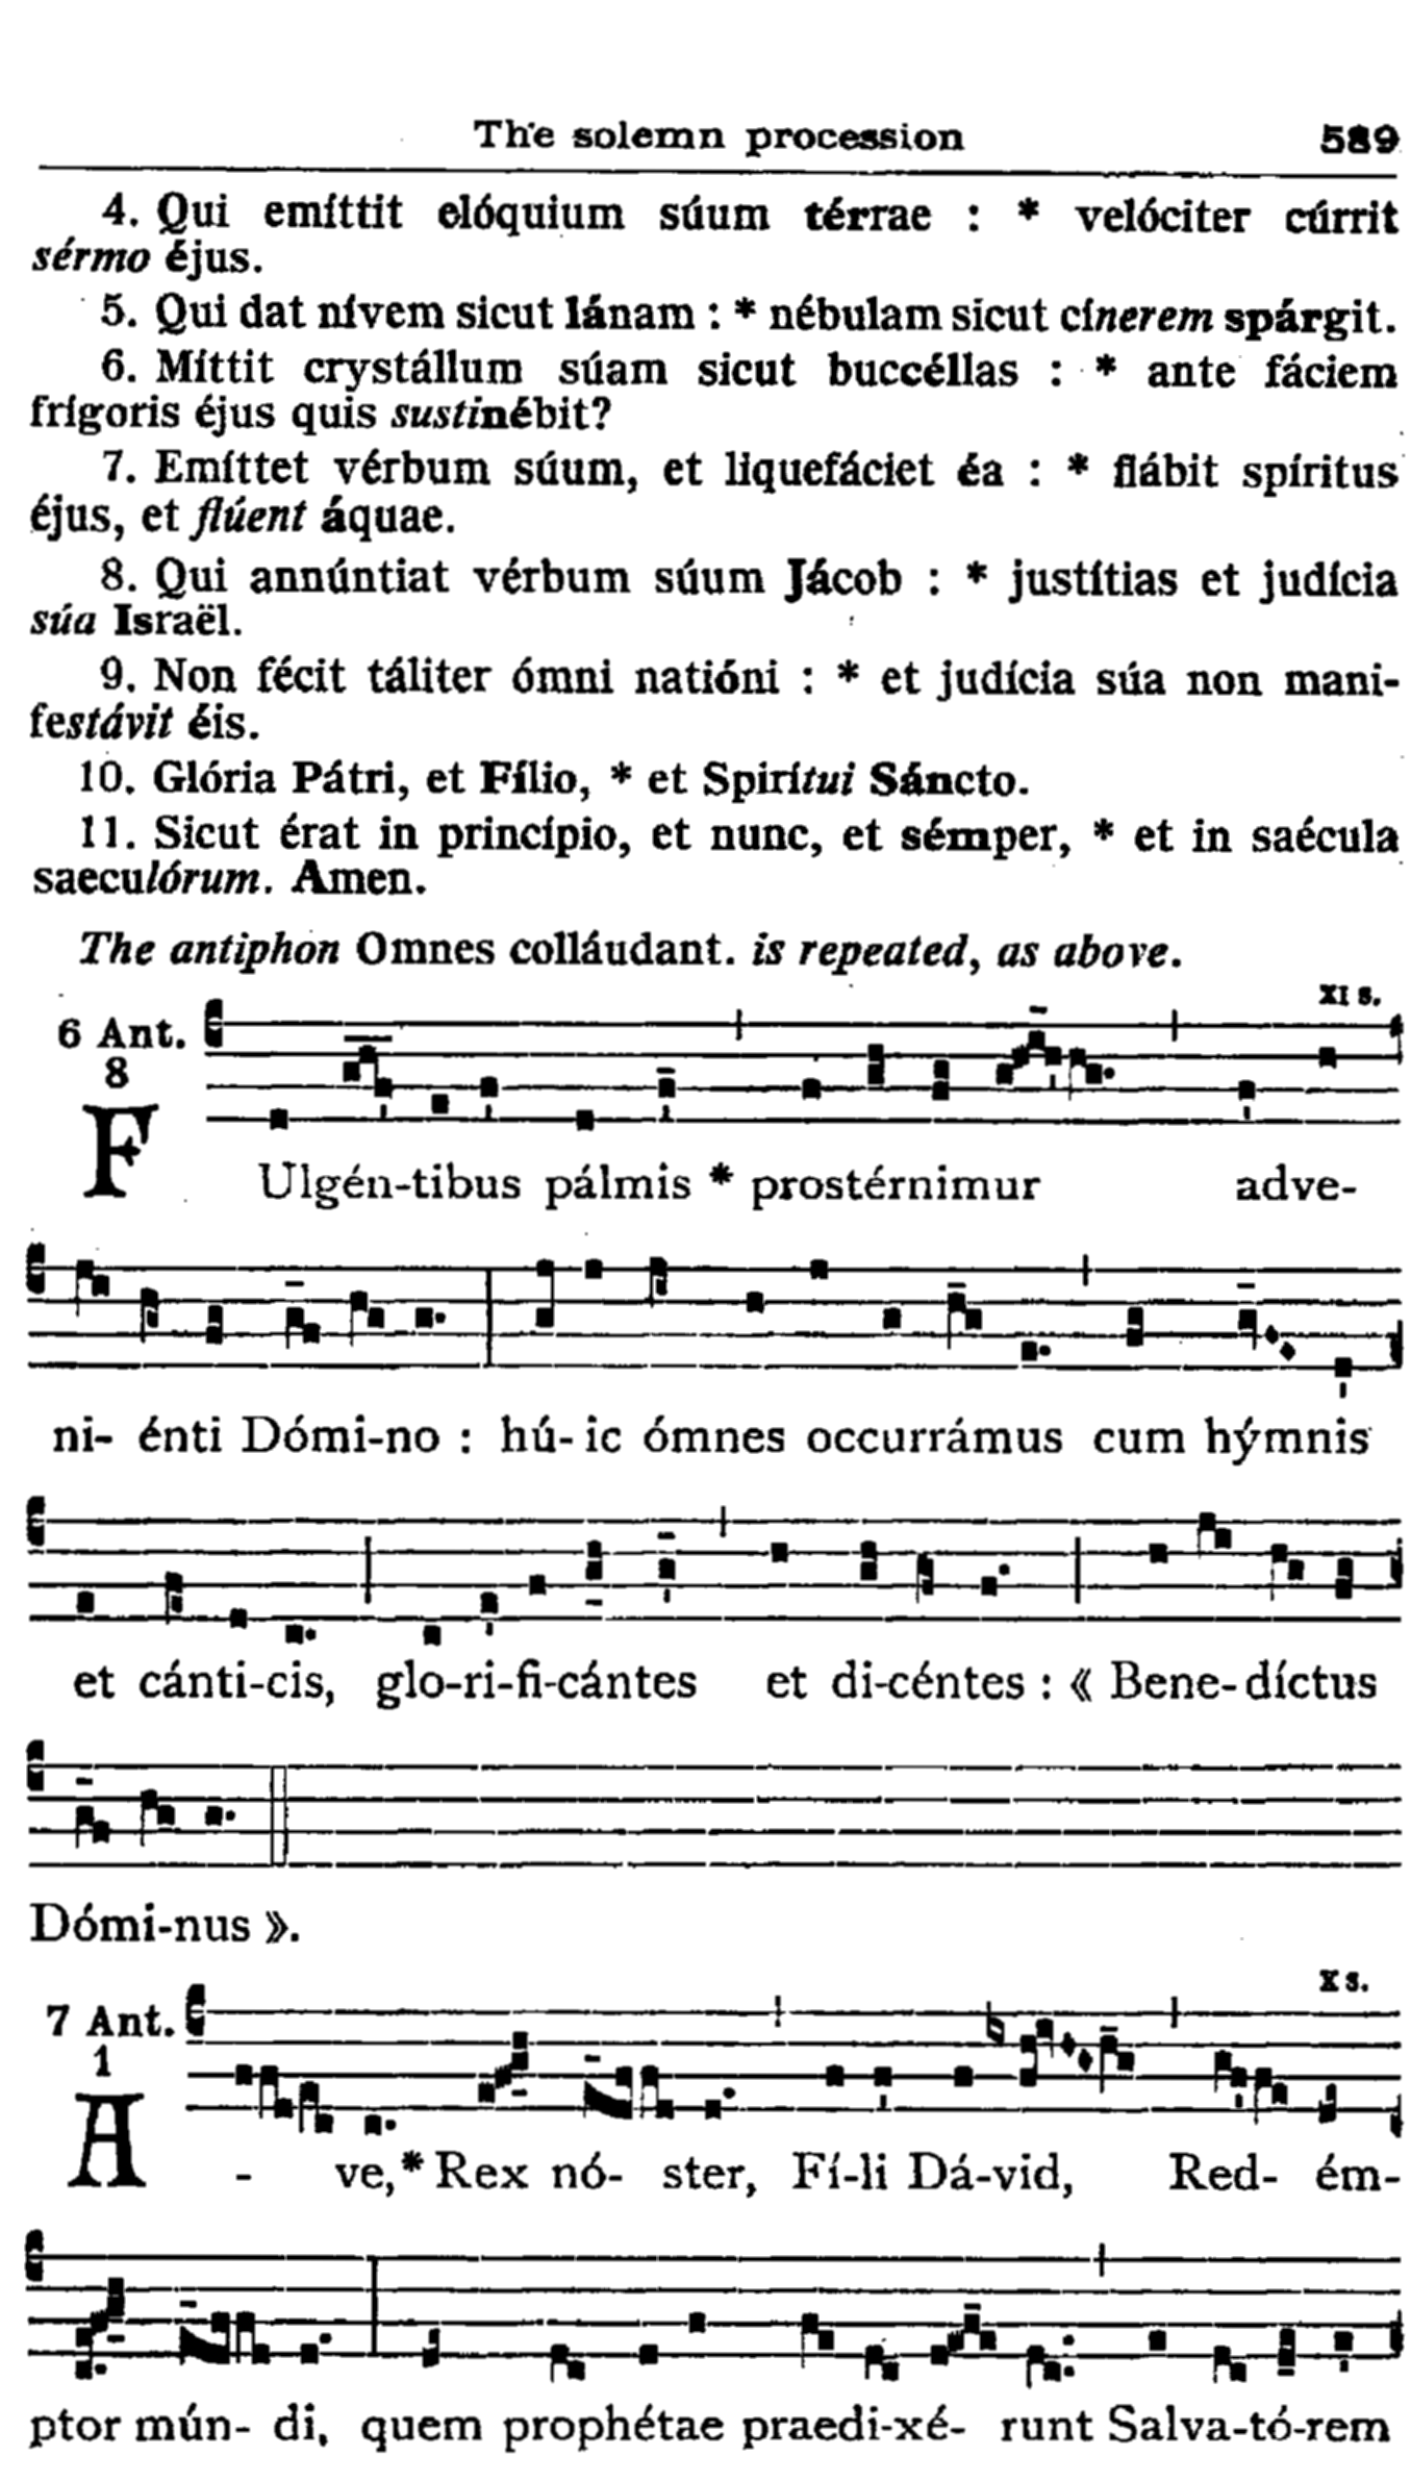 The solemn procession 589
4. Qui emíttit elóquium súum térrae : * velóciter cúrrit
sérmo éjus.
5. Qui dat nívem sicut lánam : * nébulam sicut cínerem spárgit.
6. Míttit crystállum súam sicut buccéllas : * ante fáciem
frígoris éjus quis sustinébit?
7. Emíttet vérbum súum, et liquefáciet éa : * flábit spíritus
éjus, et flúent áquae.
8. Qui annúntiat vérbum súum Jácob : * justítias et judícia
súa Israël.
9. Non fécit táliter ómni natióni : * et judícia súa non mani-
festávit éis.
10. Glória Pátri, et Fílio, * et Spirítui Sáncto.
11. Sicut érat in princípio, et nunc, et sémper, * et in saécula
saeculórum. Amen.
The antiphon Omnes colláudant. is repeated, as above.
XI s.
6 Ant.
8
FUlgén-tibus pálmis * prostérnimur adve-
ni- énti Dómi-no : hú- ic ómnes occurrámus cum hýmnis
et cánti-cis, glo-ri-fi-cántes et di-céntes : « Bene- díctus
Dómi-nus ».
X s.
7 Ant.
1
A - ve,* Rex nó- ster, Fí-li Dá-vid, Red- ém-
ptor mún- di, quem prophétae praedi-xé- runt Salva-tó-rem